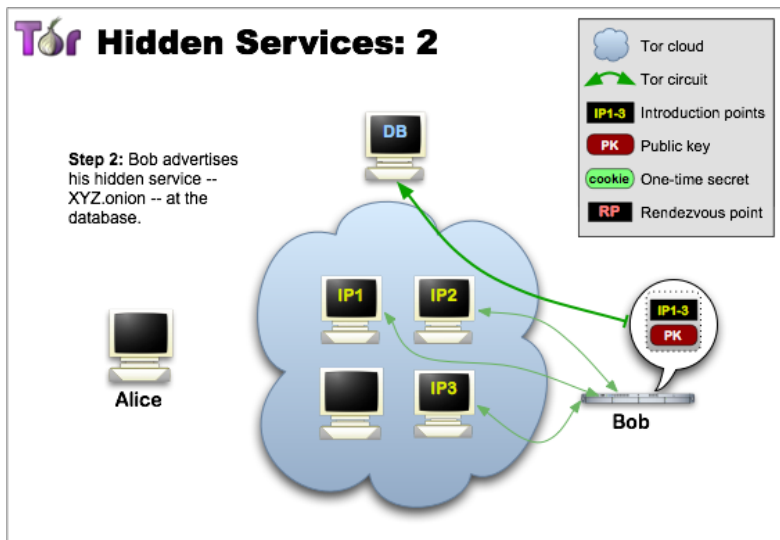 Tor Hidden Services: 2
Tor cloud
Tor circuit
IP1-3 Introduction points
PK Public key
cookie One-time secret
RP Rendezvous point
DB
Step 2: Bob advertises
his hidden service --
XYZ.onion -- at the
database.
IP1 IP2
IP3
IP1-3
PK
Alice
Bob